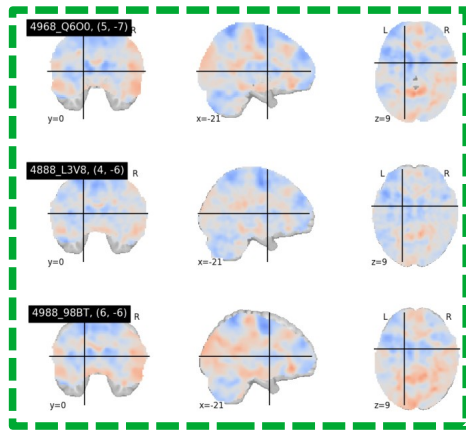 4968_Q6O0, (5, -7)
R
L R
y=0
x=-21
z=9
4888_L3V8, (4, -6)
R
L R
y=0
x=-21
z=9
4988_98BT, (6, -6)
R
L R
y=0
x=-21
z=9